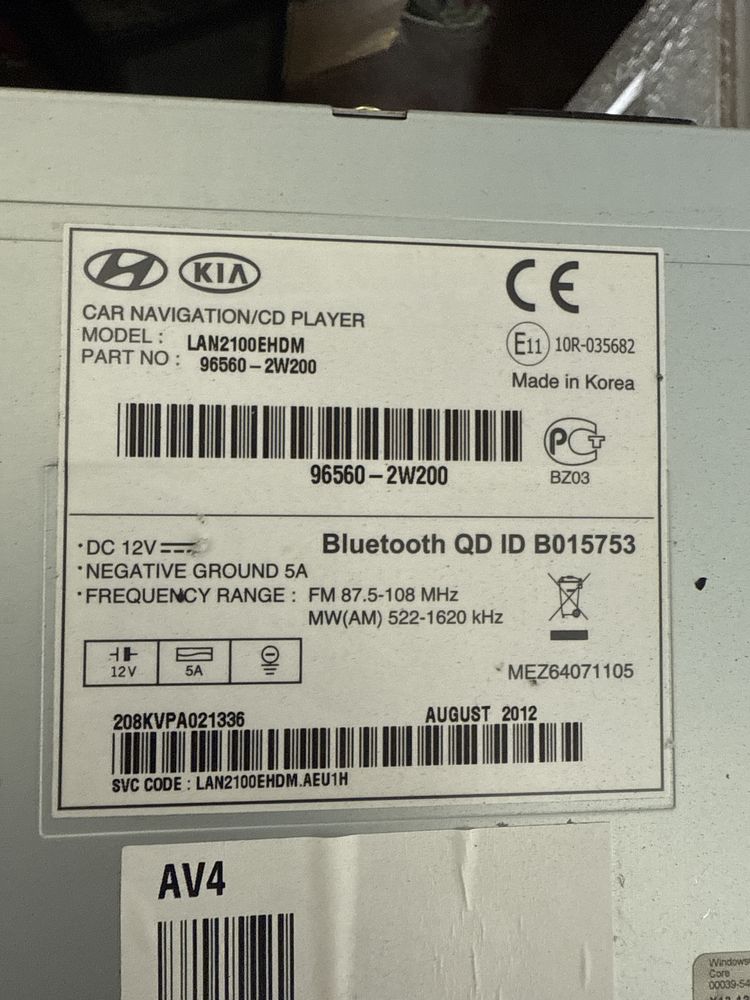 KIA
CAR NAVIGATION/CD PLAYER
MODEL : LAN2100EHDM
PART NO : 96560-2W200
CE
E11 10R-035682
Made in Korea
96560-2W200
PCT
BZ03
·DC 12V
·NEGATIVE GROUND 5A
·FREQUENCY RANGE : FM 87.5-108 MHz
MW(AM) 522-1620 kHz
Bluetooth QD ID B015753
12V
5A
MEZ64071105
208KVPA021336
AUGUST 2012
SVC CODE : LAN2100EHDM.AEU1H
AV4
Windows
Core